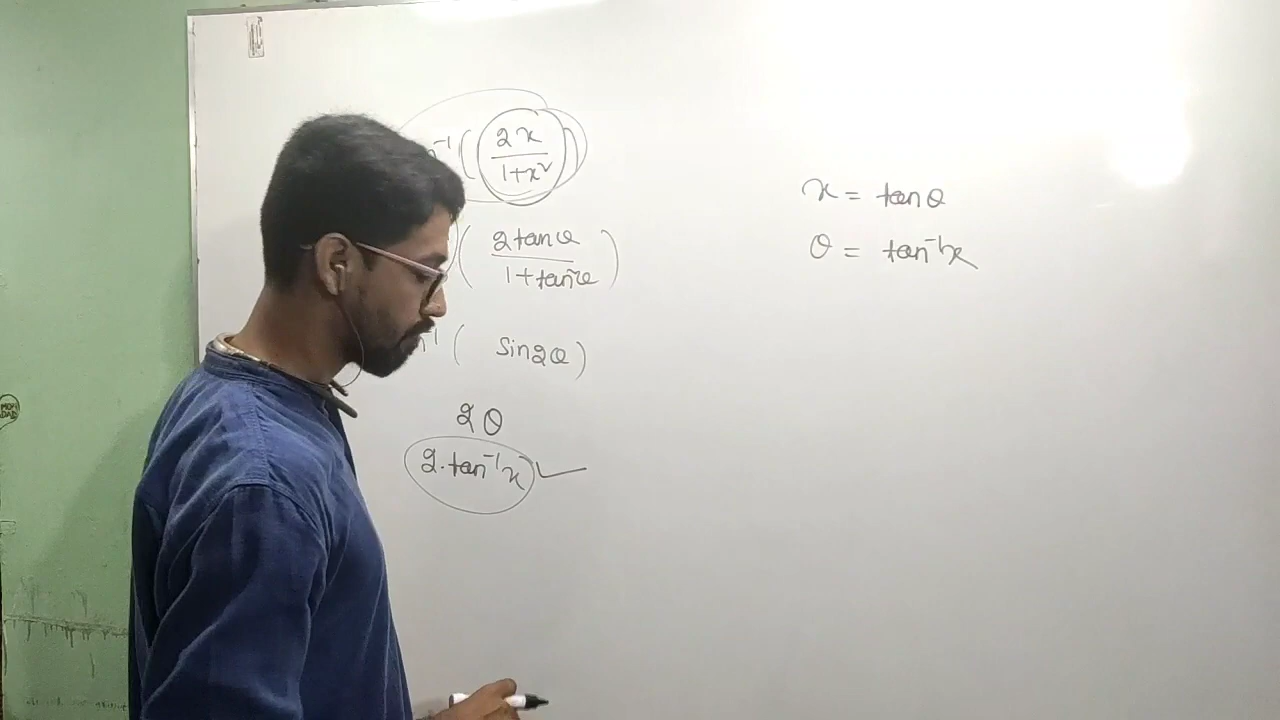 n⁻¹ ( 2x / 1+x² )
( 2tanθ / 1+tan²θ )
n⁻¹ ( Sin2θ )
2θ
2.tan⁻¹x
x = tanθ
θ = tan⁻¹x